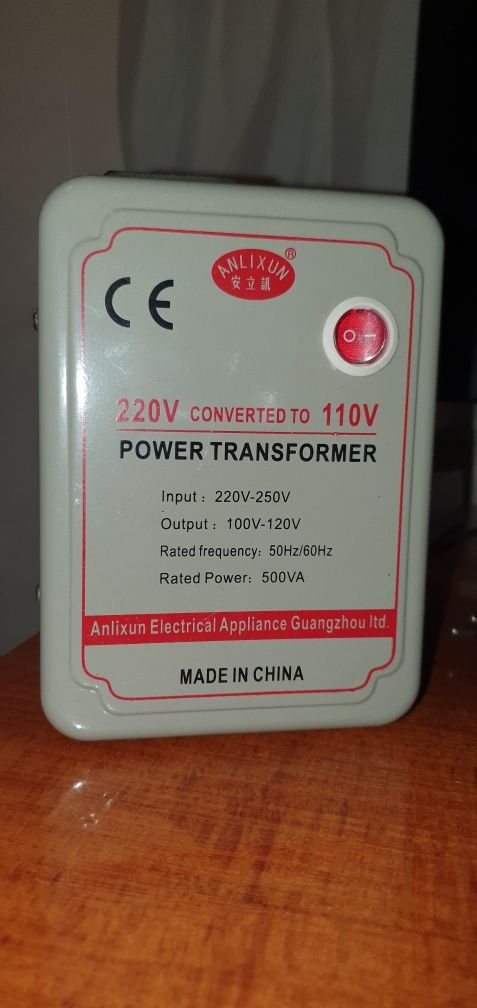 ANLIXUN ®
安立訊
CE
O —
220V CONVERTED TO 110V
POWER TRANSFORMER
Input : 220V-250V
Output : 100V-120V
Rated frequency: 50Hz/60Hz
Rated Power: 500VA
Anlixun Electrical Appliance Guangzhou ltd.
MADE IN CHINA